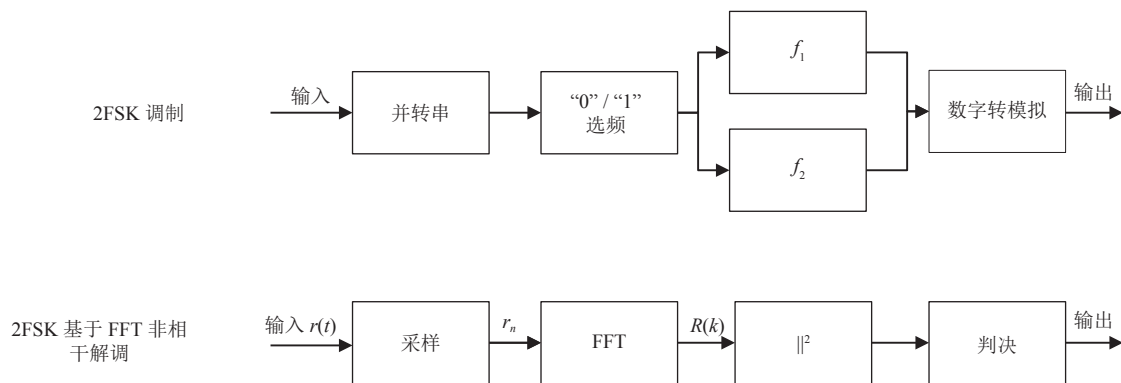 2FSK 调制
输入
并转串
“0” / “1”
选频
f₁
f₂
数字转模拟
输出
2FSK 基于 FFT 非相
干解调
输入 r(t)
采样
rₙ
FFT
R(k)
||²
判决
输出